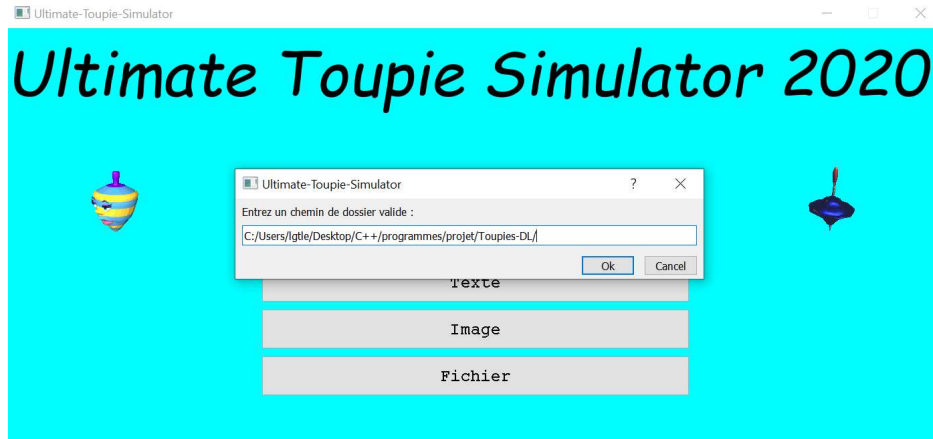 Ultimate-Toupie-Simulator
Ultimate Toupie Simulator 2020
Ultimate-Toupie-Simulator
Entrez un chemin de dossier valide :
C:/Users/lgtle/Desktop/C++/programmes/projet/Toupies-DL/
Ok Cancel
Texte
Image
Fichier